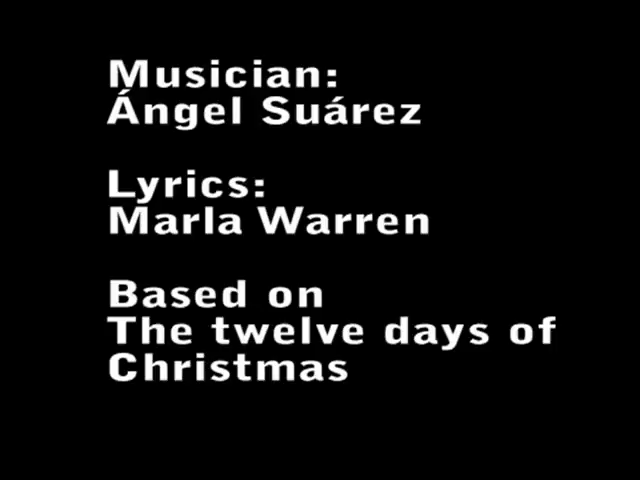 Musician:
Ángel Suárez
Lyrics:
Marla Warren
Based on
The twelve days of
Christmas